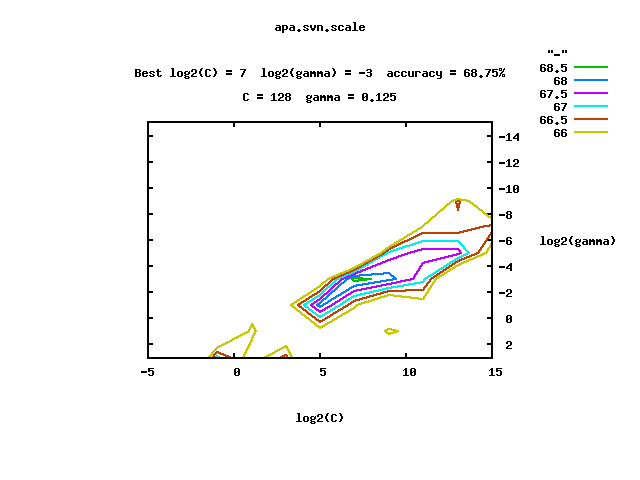 apa.svn.scale
Best log2(C) = 7  log2(gamma) = -3  accuracy = 68.75%
C = 128  gamma = 0.125
"-"
68.5
68
67.5
67
66.5
66
-14
-12
-10
-8
-6
-4
-2
0
2
log2(gamma)
-5 0 5 10 15
log2(C)